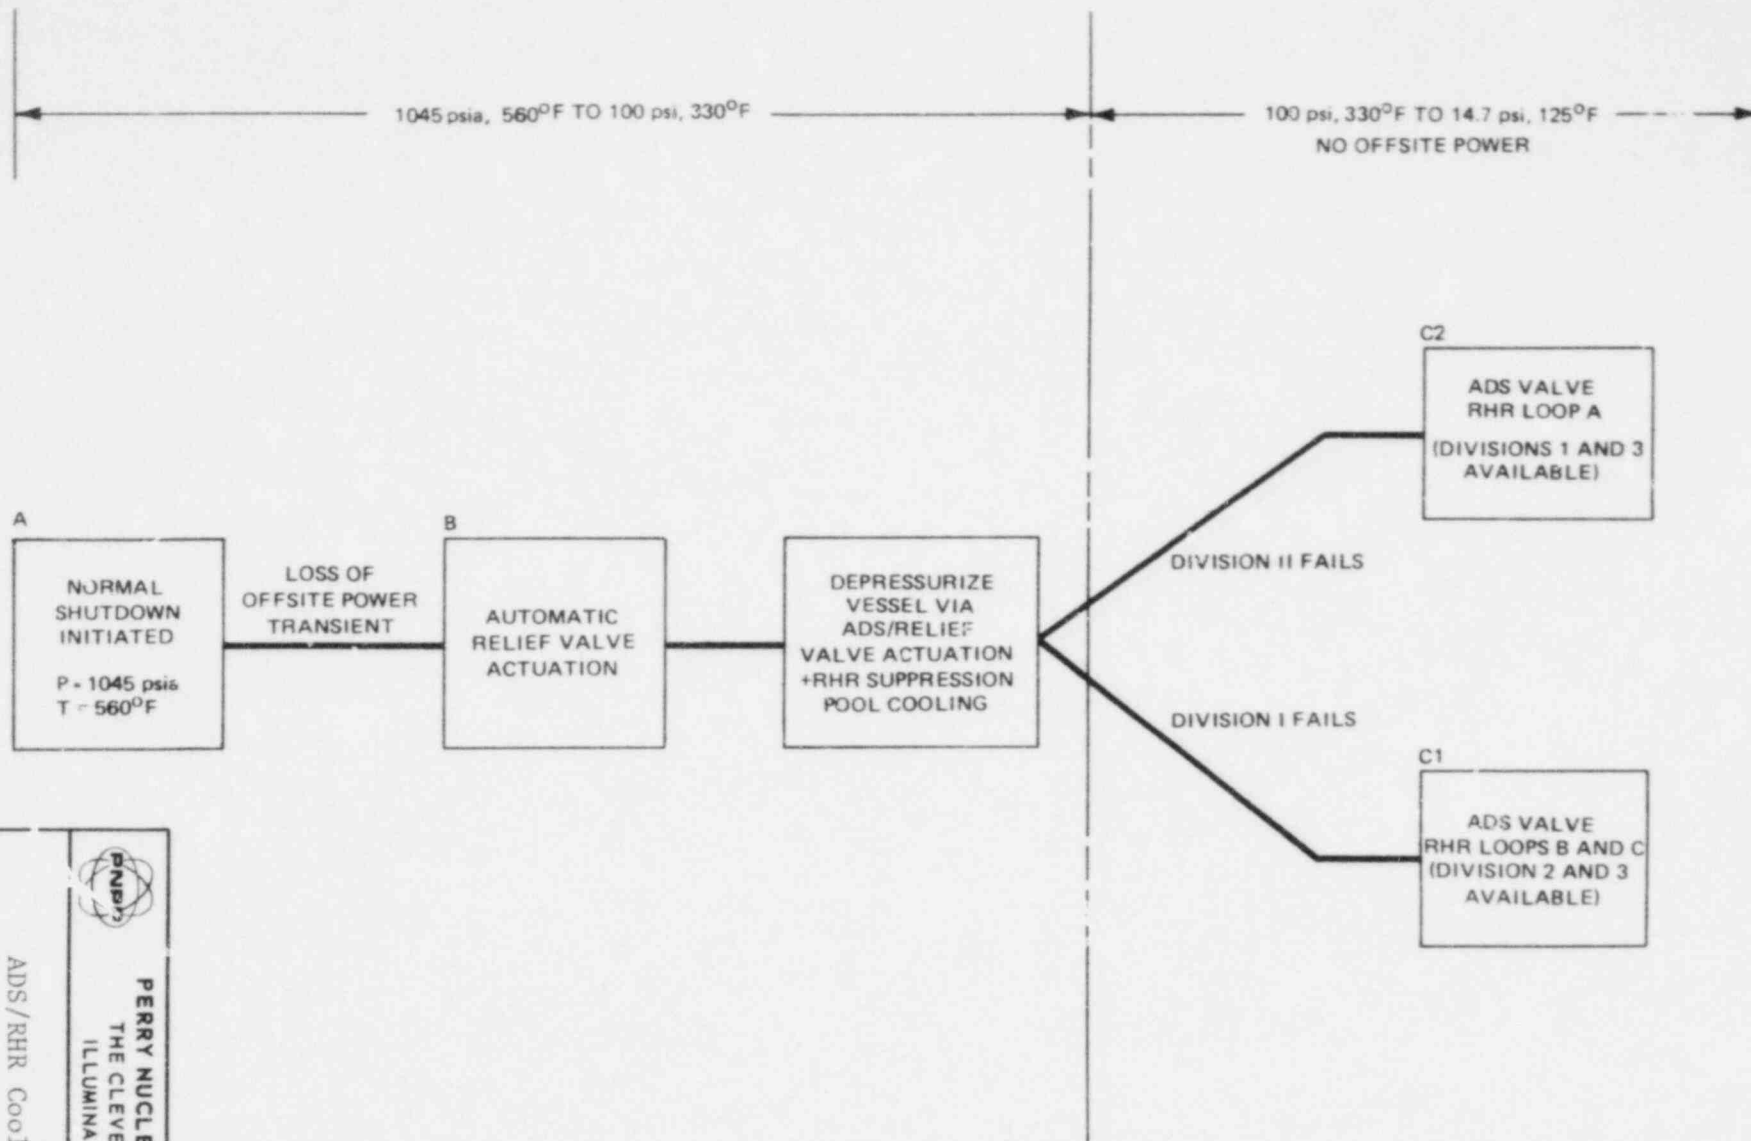 1045 psia, 560°F TO 100 psi, 330°F
100 psi, 330°F TO 14.7 psi, 125°F
NO OFFSITE POWER
C2
ADS VALVE
RHR LOOP A
(DIVISIONS 1 AND 3
AVAILABLE)
A
NORMAL
SHUTDOWN
INITIATED
P = 1045 psia
T = 560°F
LOSS OF
OFFSITE POWER
TRANSIENT
B
AUTOMATIC
RELIEF VALVE
ACTUATION
DEPRESSURIZE
VESSEL VIA
ADS/RELIEF
VALVE ACTUATION
+RHR SUPPRESSION
POOL COOLING
DIVISION II FAILS
DIVISION I FAILS
C1
ADS VALVE
RHR LOOPS B AND C
(DIVISION 2 AND 3
AVAILABLE)
PNPP
PERRY NUCLE
THE CLEVE
ILLUMINA
ADS/RHR Cool